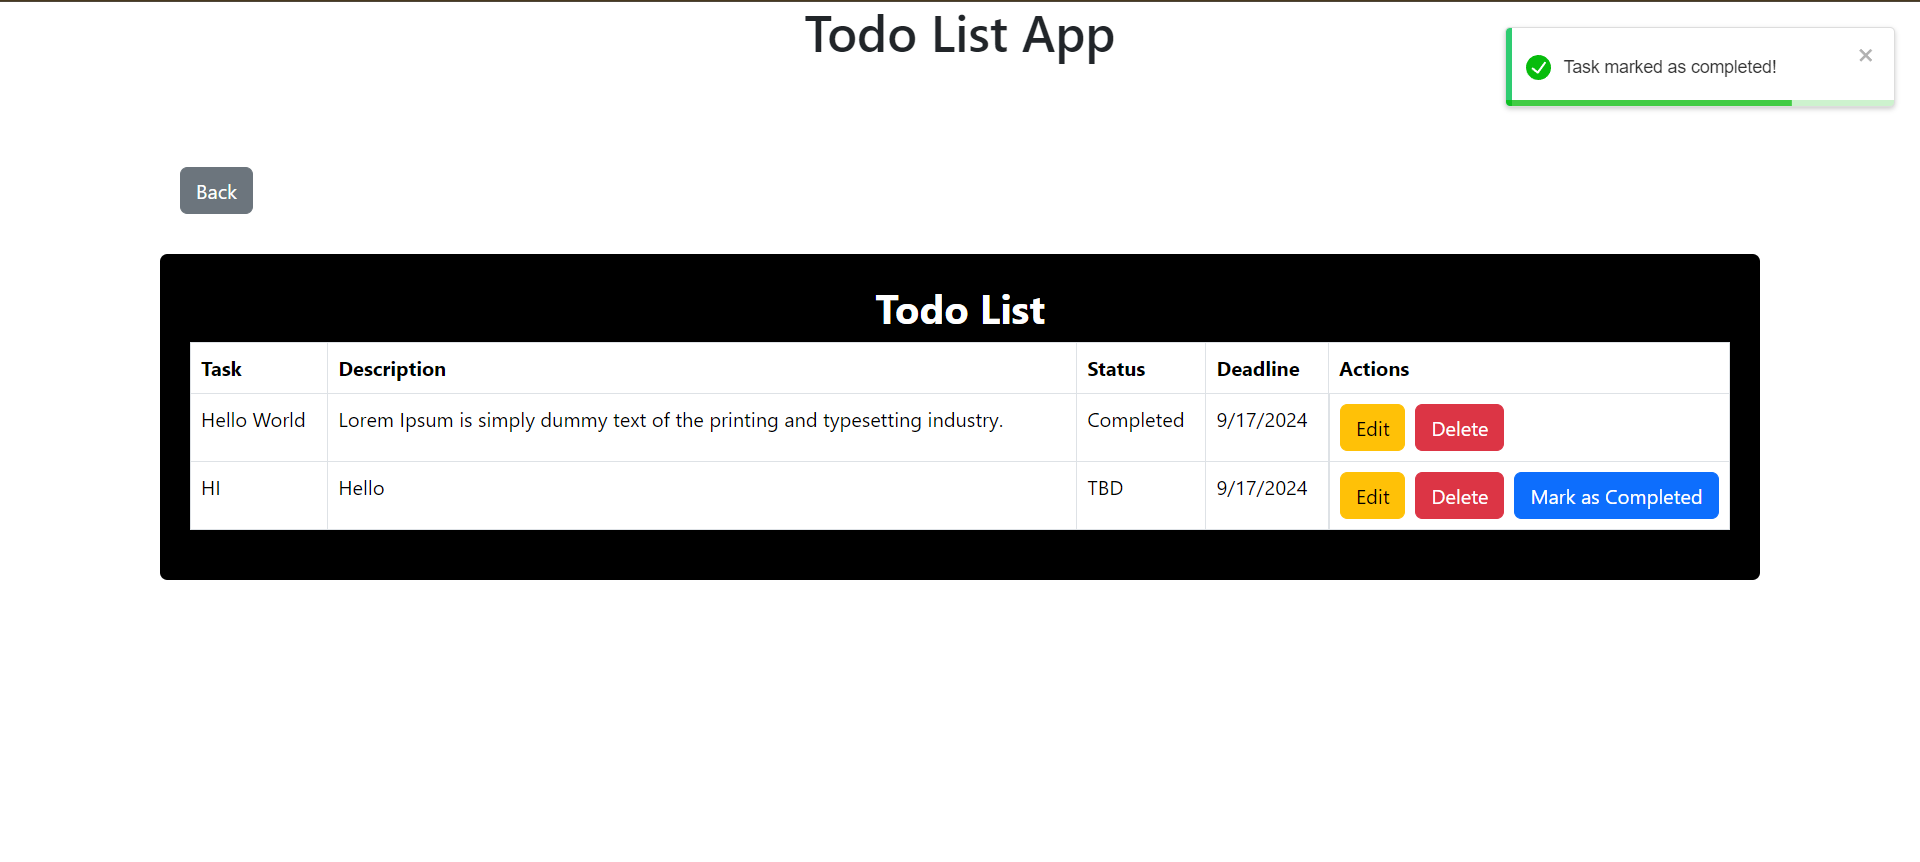 Todo List App
Task marked as completed!
Back
Todo List
Task Description Status Deadline Actions
Hello World Lorem Ipsum is simply dummy text of the printing and typesetting industry. Completed 9/17/2024 Edit Delete
HI Hello TBD 9/17/2024 Edit Delete Mark as Completed